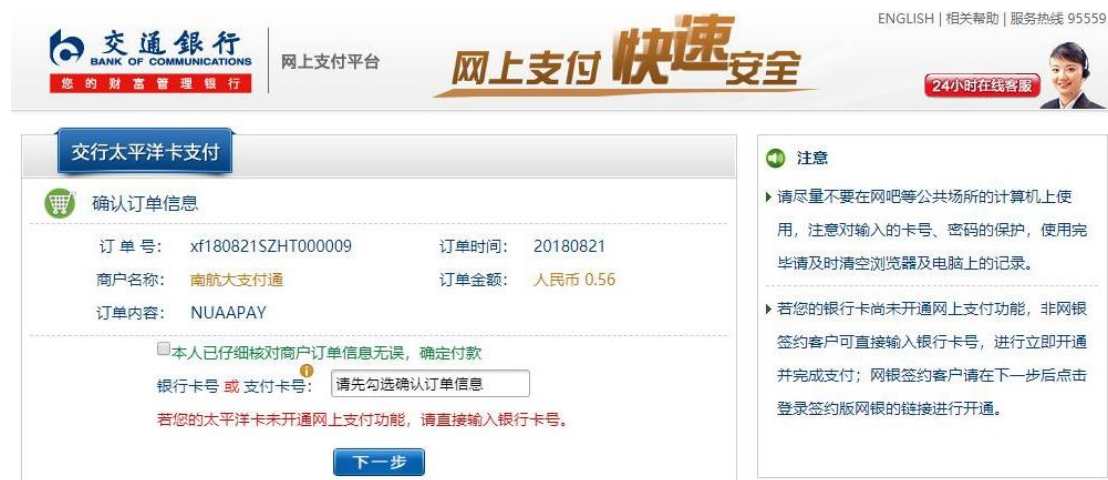 ENGLISH | 相关帮助 | 服务热线 95559
交通銀行
BANK OF COMMUNICATIONS
您的财富管理银行
网上支付平台
网上支付 快速安全
24小时在线客服
交行太平洋卡支付
确认订单信息
订 单 号: xf180821SZHT000009 订单时间: 20180821
商户名称: 南航大支付通 订单金额: 人民币 0.56
订单内容: NUAAPAY
本人已仔细核对商户订单信息无误，确定付款
银行卡号 或 支付卡号: 请先勾选确认订单信息
若您的太平洋卡未开通网上支付功能，请直接输入银行卡号。
下一步
注意
请尽量不要在网吧等公共场所的计算机上使
用，注意对输入的卡号、密码的保护，使用完
毕请及时清空浏览器及电脑上的记录。
若您的银行卡尚未开通网上支付功能，非网银
签约客户可直接输入银行卡号，进行立即开通
并完成支付；网银签约客户请在下一步后点击
登录签约版网银的链接进行开通。